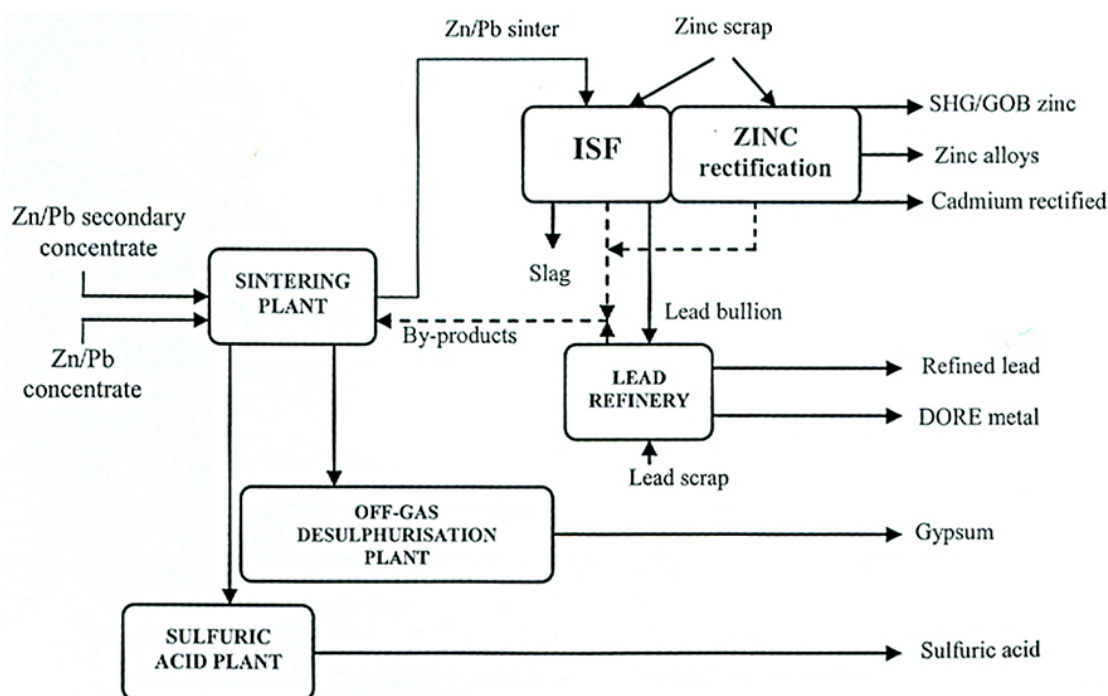 Zn/Pb sinter
Zinc scrap
ISF
ZINC
rectification
SHG/GOB zinc
Zinc alloys
Cadmium rectified
Zn/Pb secondary
concentrate
SINTERING
PLANT
Slag
Lead bullion
By-products
Zn/Pb
concentrate
LEAD
REFINERY
Refined lead
DORE metal
Lead scrap
OFF-GAS
DESULPHURISATION
PLANT
Gypsum
SULFURIC
ACID PLANT
Sulfuric acid